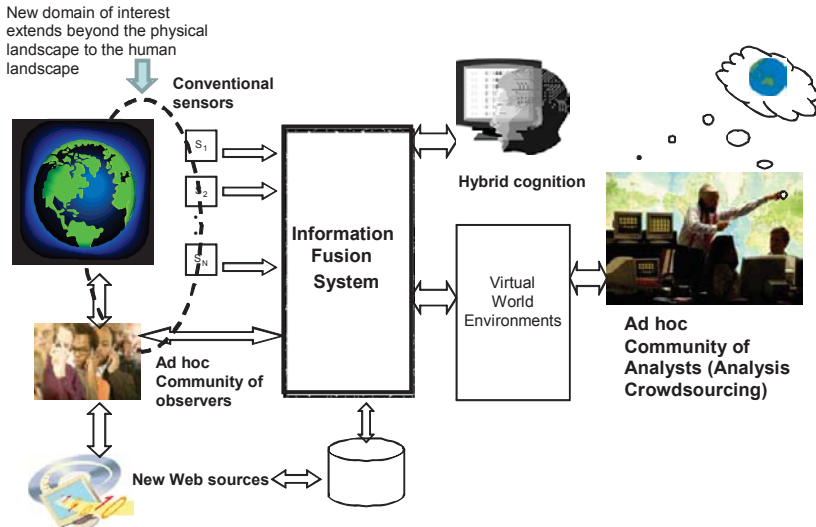 New domain of interest
extends beyond the physical
landscape to the human
landscape
Conventional
sensors
S1
S2
SN
Information
Fusion
System
Hybrid cognition
Virtual
World
Environments
Ad hoc
Community of
Analysts (Analysis
Crowdsourcing)
Ad hoc
Community of
observers
New Web sources